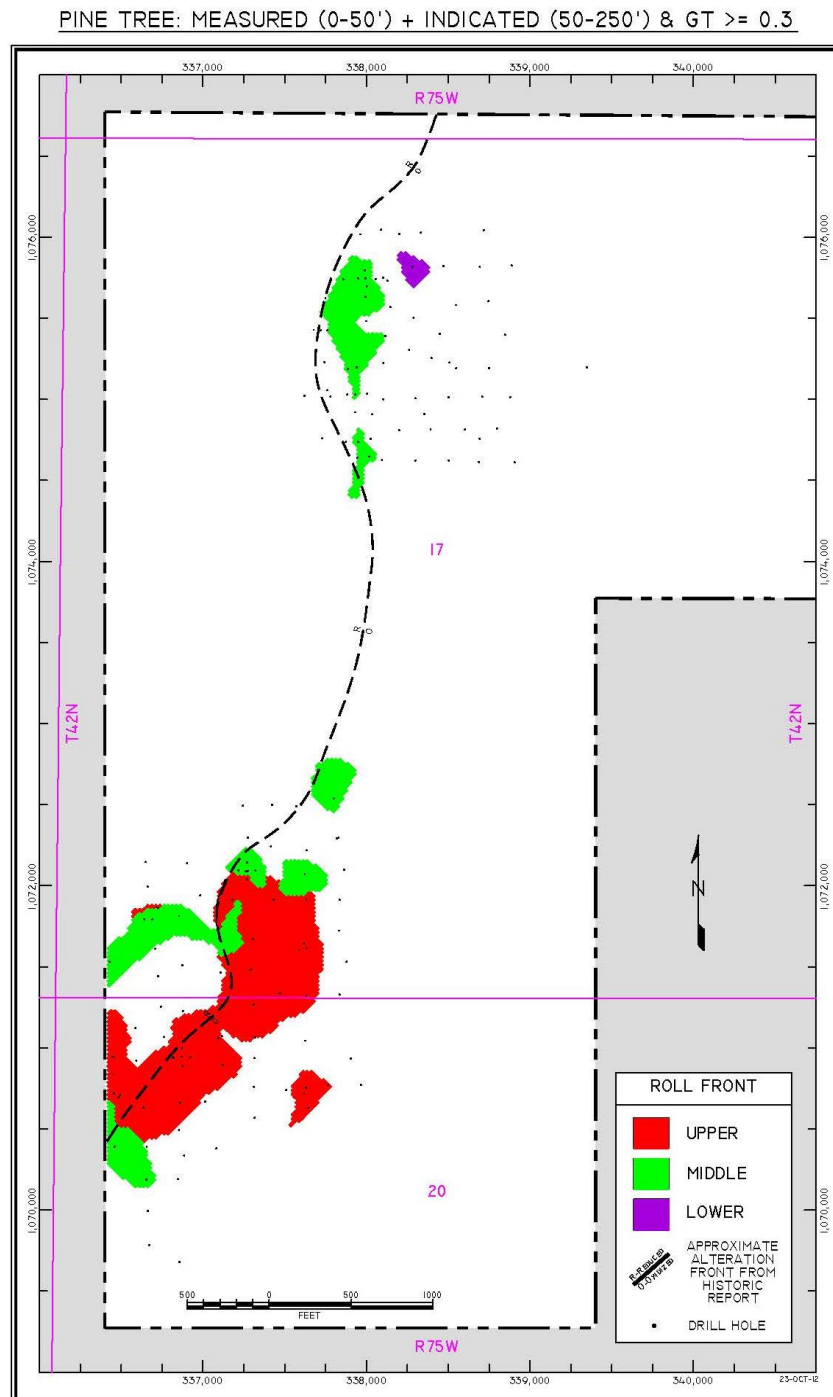 PINE TREE: MEASURED (0-50') + INDICATED (50-250') & GT >= 0.3
337,000 338,000 339,000 340,000
R75W
R
O
1,076,000 1,076,000
17
1,074,000 1,074,000
R
O
T42N T42N
N
1,072,000 1,072,000
ROLL FRONT
UPPER
MIDDLE
LOWER
R-REDUCED
O-OXIDIZED
APPROXIMATE
ALTERATION
FRONT FROM
HISTORIC
REPORT
DRILL HOLE
20
1,070,000 1,070,000
500 0 500 1000
FEET
R75W
337,000 338,000 339,000 340,000
23-OCT-12